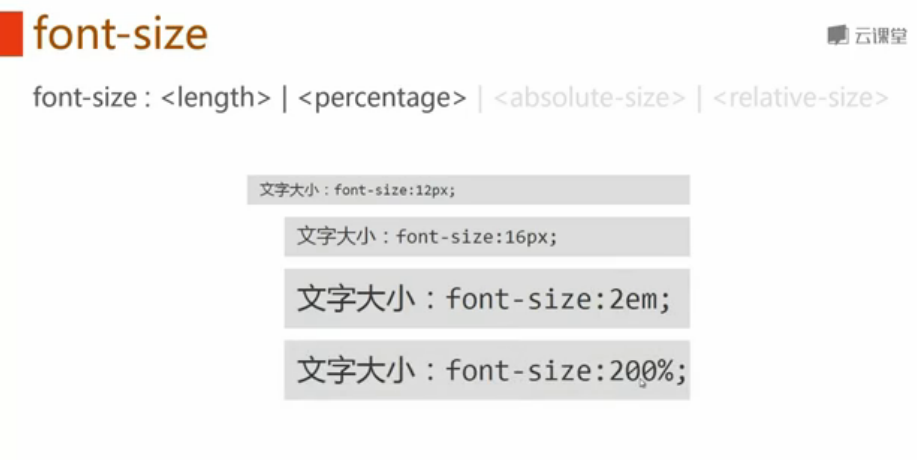 font-size
云课堂
font-size : <length> | <percentage> | <absolute-size> | <relative-size>
文字大小：font-size:12px;
文字大小：font-size:16px;
文字大小：font-size:2em;
文字大小：font-size:200%;